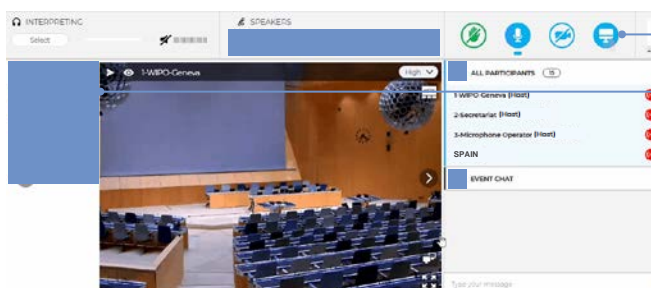 INTERPRETING
SPEAKERS
Select
1-WIPO-Geneva
High
ALL PARTICIPANTS 15
1-WIPO-Geneva (Host)
2-Secretariat (Host)
3-Microphone Operator (Host)
SPAIN
EVENT CHAT
Type your message